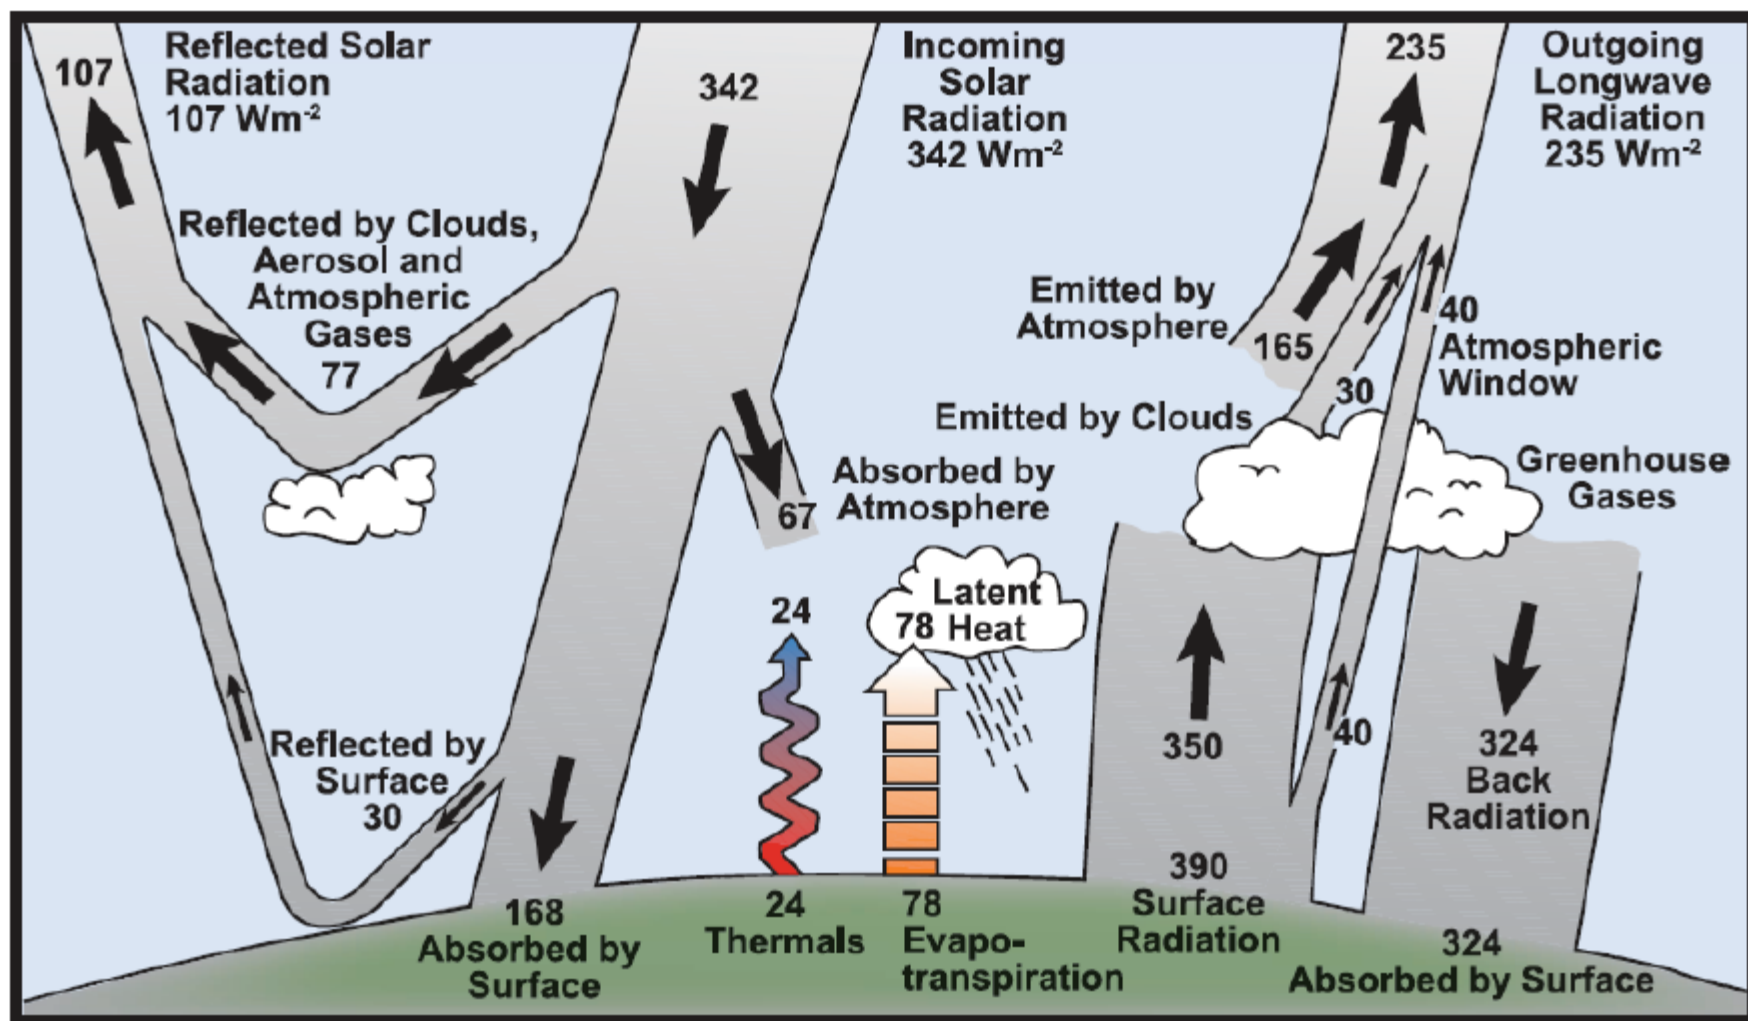 107
Reflected Solar
Radiation
107 Wm-2
342
Incoming
Solar
Radiation
342 Wm-2
235
Outgoing
Longwave
Radiation
235 Wm-2
Reflected by Clouds,
Aerosol and
Atmospheric
Gases
77
Emitted by
Atmosphere
165
30
40
Atmospheric
Window
Emitted by Clouds
Absorbed by
Atmosphere
67
Greenhouse
Gases
24
Latent
78 Heat
Reflected by
Surface
30
350
40
324
Back
Radiation
168
Absorbed by
Surface
24
Thermals
78
Evapo-
transpiration
390
Surface
Radiation
324
Absorbed by Surface